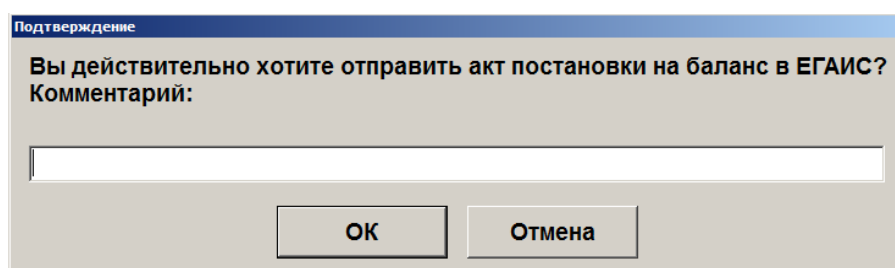 Подтверждение
Вы действительно хотите отправить акт постановки на баланс в ЕГАИС?
Комментарий:
ОК
Отмена